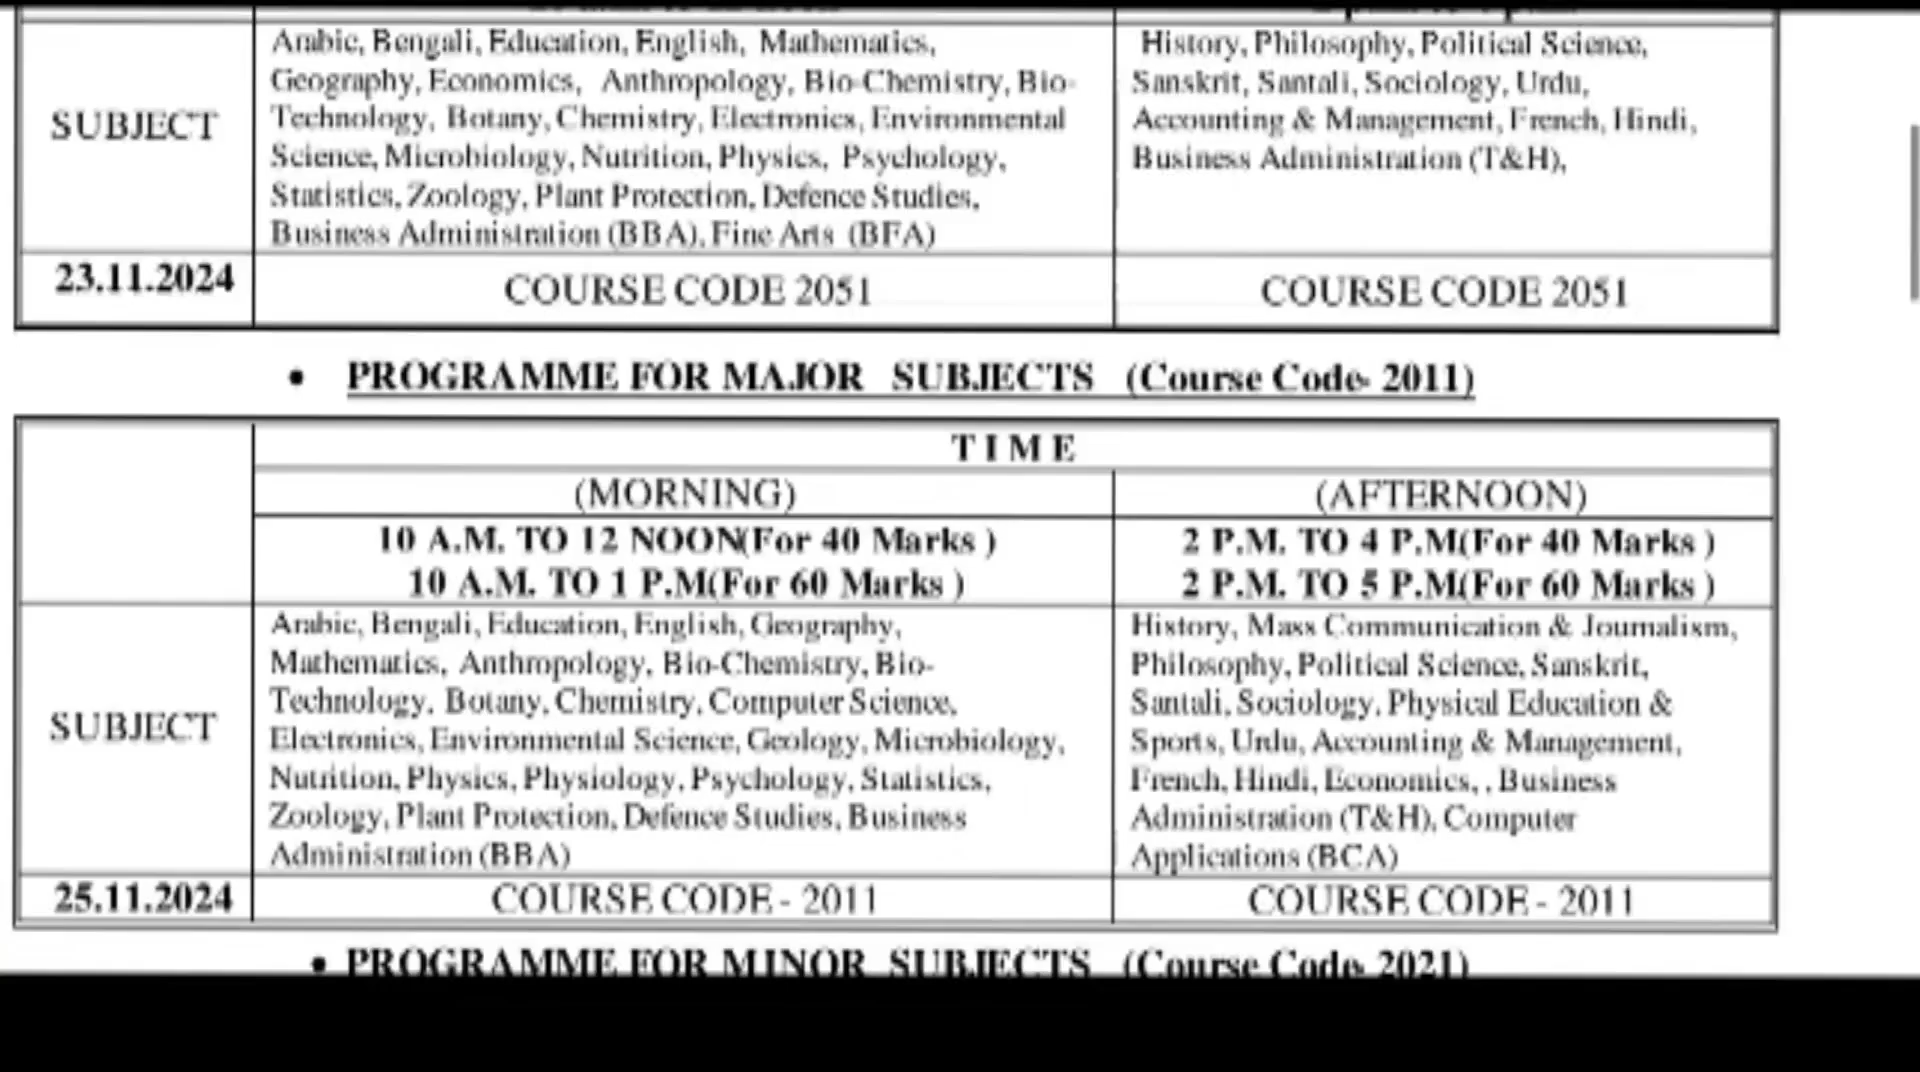 SUBJECT
Arabic, Bengali, Education, English, Mathematics,
Geography, Economics, Anthropology, Bio-Chemistry, Bio-
Technology, Botany, Chemistry, Electronics, Environmental
Science, Microbiology, Nutrition, Physics, Psychology,
Statistics, Zoology, Plant Protection, Defence Studies,
Business Administration (BBA), Fine Arts (BFA)
History, Philosophy, Political Science,
Sanskrit, Santali, Sociology, Urdu,
Accounting & Management, French, Hindi,
Business Administration (T&H),
23.11.2024
COURSE CODE 2051
COURSE CODE 2051
• PROGRAMME FOR MAJOR SUBJECTS (Course Code- 2011)
T I M E
(MORNING)
(AFTERNOON)
10 A.M. TO 12 NOON(For 40 Marks )
10 A.M. TO 1 P.M(For 60 Marks )
2 P.M. TO 4 P.M(For 40 Marks )
2 P.M. TO 5 P.M(For 60 Marks )
SUBJECT
Arabic, Bengali, Education, English, Geography,
Mathematics, Anthropology, Bio-Chemistry, Bio-
Technology, Botany, Chemistry, Computer Science,
Electronics, Environmental Science, Geology, Microbiology,
Nutrition, Physics, Physiology, Psychology, Statistics,
Zoology, Plant Protection, Defence Studies, Business
Administration (BBA)
History, Mass Communication & Journalism,
Philosophy, Political Science, Sanskrit,
Santali, Sociology, Physical Education &
Sports, Urdu, Accounting & Management,
French, Hindi, Economics, , Business
Administration (T&H), Computer
Applications (BCA)
25.11.2024
COURSE CODE - 2011
COURSE CODE - 2011
• PROGRAMME FOR MINOR SUBJECTS (Course Code- 2021)